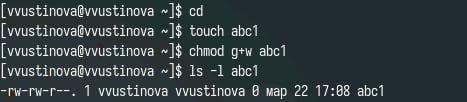 [vvustinova@vvustinova ~]$ cd
[vvustinova@vvustinova ~]$ touch abc1
[vvustinova@vvustinova ~]$ chmod g+w abc1
[vvustinova@vvustinova ~]$ ls -l abc1
-rw-rw-r--. 1 vvustinova vvustinova 0 мар 22 17:08 abc1